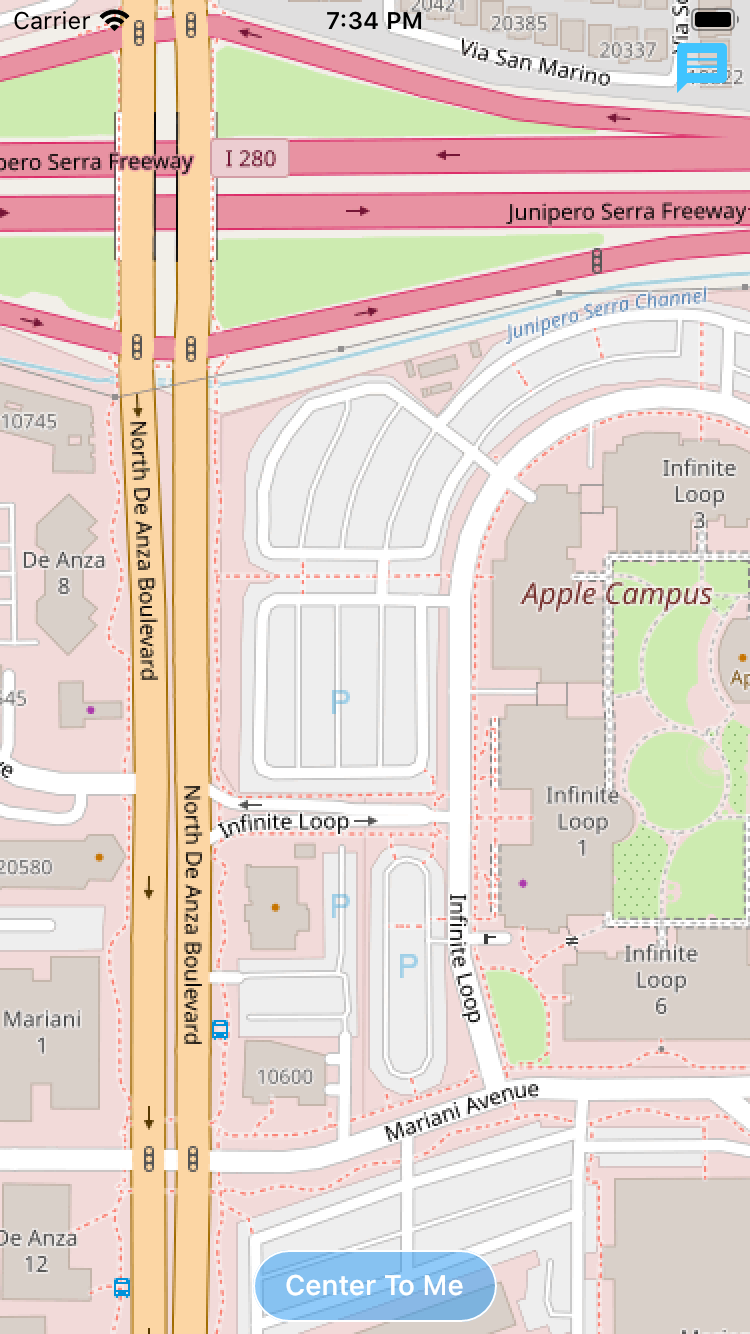 Carrier
7:34 PM
20421
20385
20337
Via San Marino
pero Serra Freeway
I 280
Junipero Serra Freeway
Junipero Serra Channel
10745
North De Anza Boulevard
De Anza
8
Infinite
Loop
3
Apple Campus
P
Infinite Loop
Infinite
Loop
1
20580
P
P
North De Anza Boulevard
Infinite Loop
Infinite
Loop
6
Mariani
1
10600
Mariani Avenue
De Anza
12
Center To Me